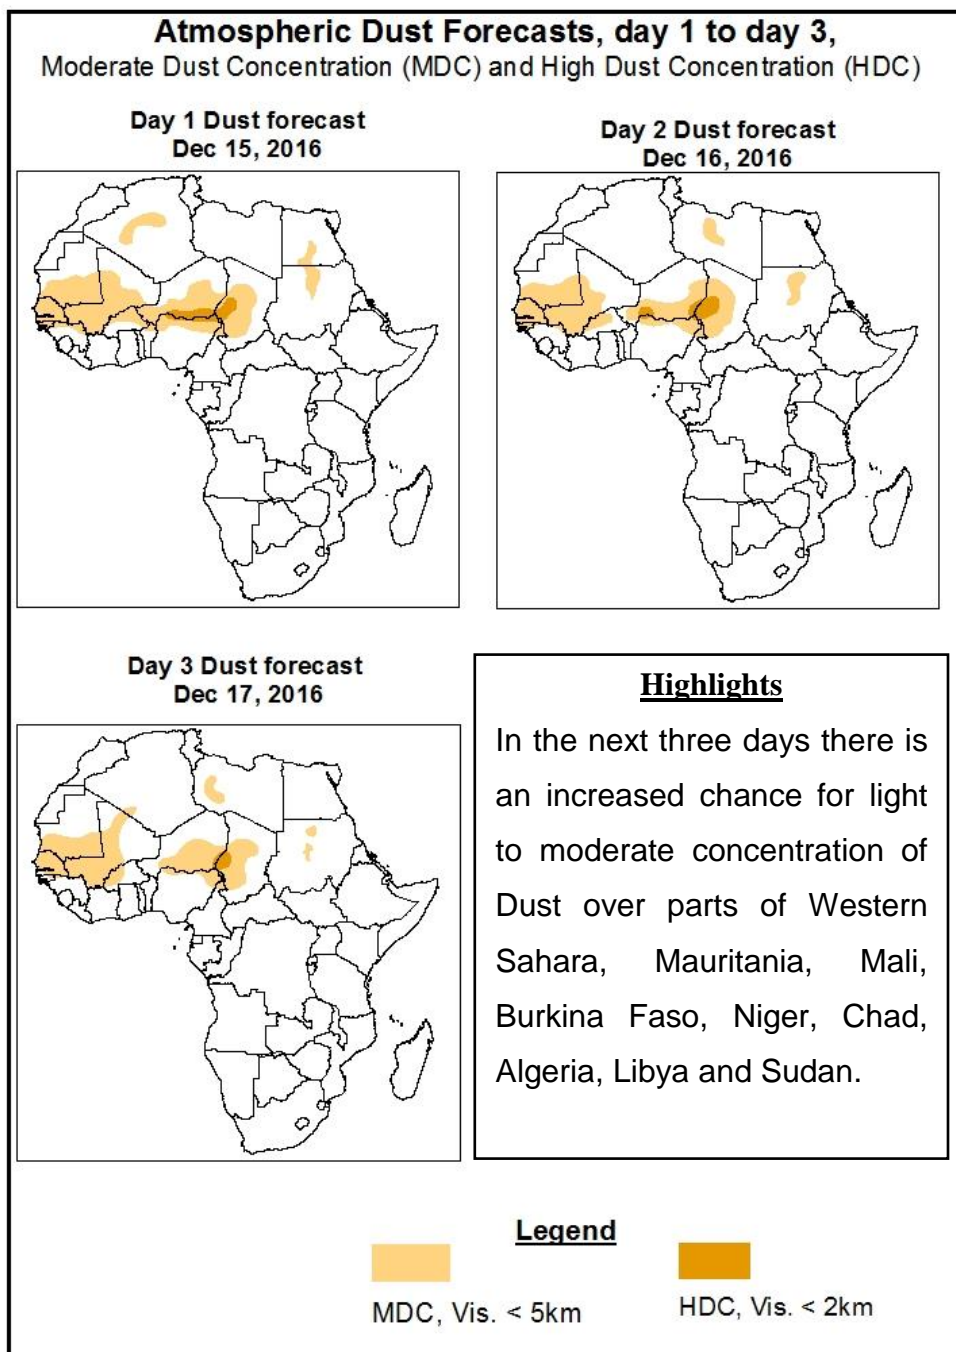 Atmospheric Dust Forecasts, day 1 to day 3,
Moderate Dust Concentration (MDC) and High Dust Concentration (HDC)
Day 1 Dust forecast
Dec 15, 2016
Day 2 Dust forecast
Dec 16, 2016
Day 3 Dust forecast
Dec 17, 2016
Highlights
In the next three days there is
an increased chance for light
to moderate concentration of
Dust over parts of Western
Sahara, Mauritania, Mali,
Burkina Faso, Niger, Chad,
Algeria, Libya and Sudan.
Legend
MDC, Vis. < 5km
HDC, Vis. < 2km